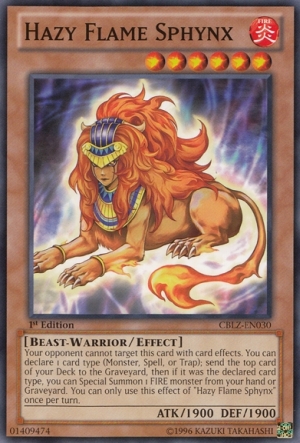 HAZY FLAME SPHYNX
FIRE
炎
1st Edition
CBLZ-EN030
[BEAST-WARRIOR / EFFECT]
Your opponent cannot target this card with card effects. You can
declare 1 card type (Monster, Spell, or Trap); send the top card
of your Deck to the Graveyard, then if it was the declared card
type, you can Special Summon 1 FIRE monster from your hand or
Graveyard. You can only use this effect of "Hazy Flame Sphynx"
once per turn.
ATK/1900 DEF/1900
01409474
©1996 KAZUKI TAKAHASHI